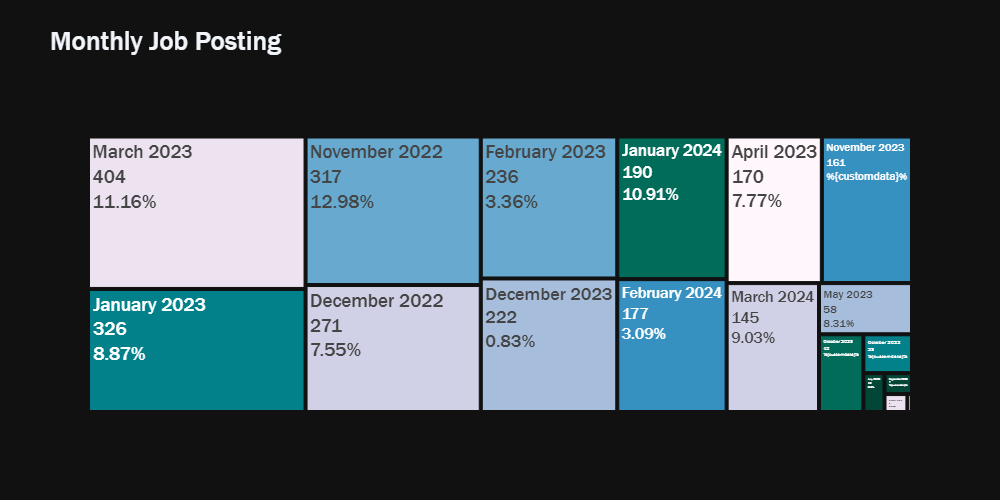 Monthly Job Posting
March 2023
404
11.16%
January 2023
326
8.87%
November 2022
317
12.98%
December 2022
271
7.55%
February 2023
236
3.36%
December 2023
222
0.83%
January 2024
190
10.91%
February 2024
177
3.09%
April 2023
170
7.77%
March 2024
145
9.03%
November 2023
161
%{customdata}%
May 2023
58
8.31%
October 2022